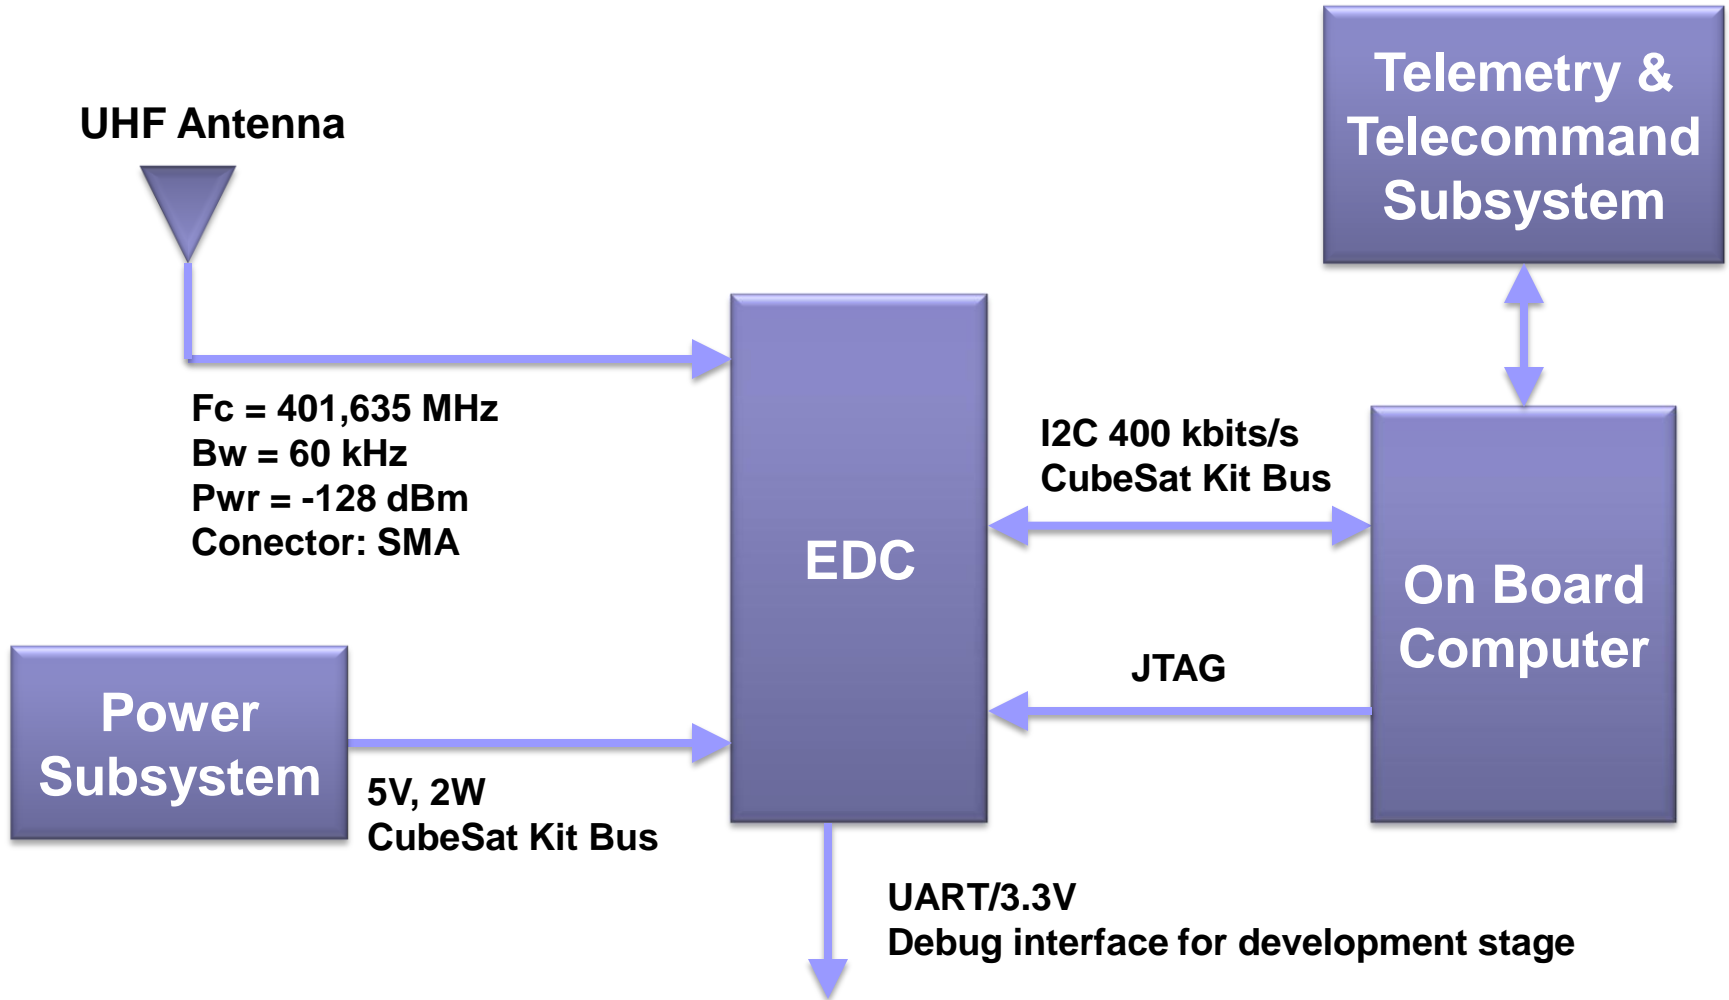 Telemetry &
Telecommand
Subsystem
UHF Antenna
Fc = 401,635 MHz
Bw = 60 kHz
Pwr = -128 dBm
Conector: SMA
I2C 400 kbits/s
CubeSat Kit Bus
EDC
On Board
Computer
JTAG
Power
Subsystem
5V, 2W
CubeSat Kit Bus
UART/3.3V
Debug interface for development stage